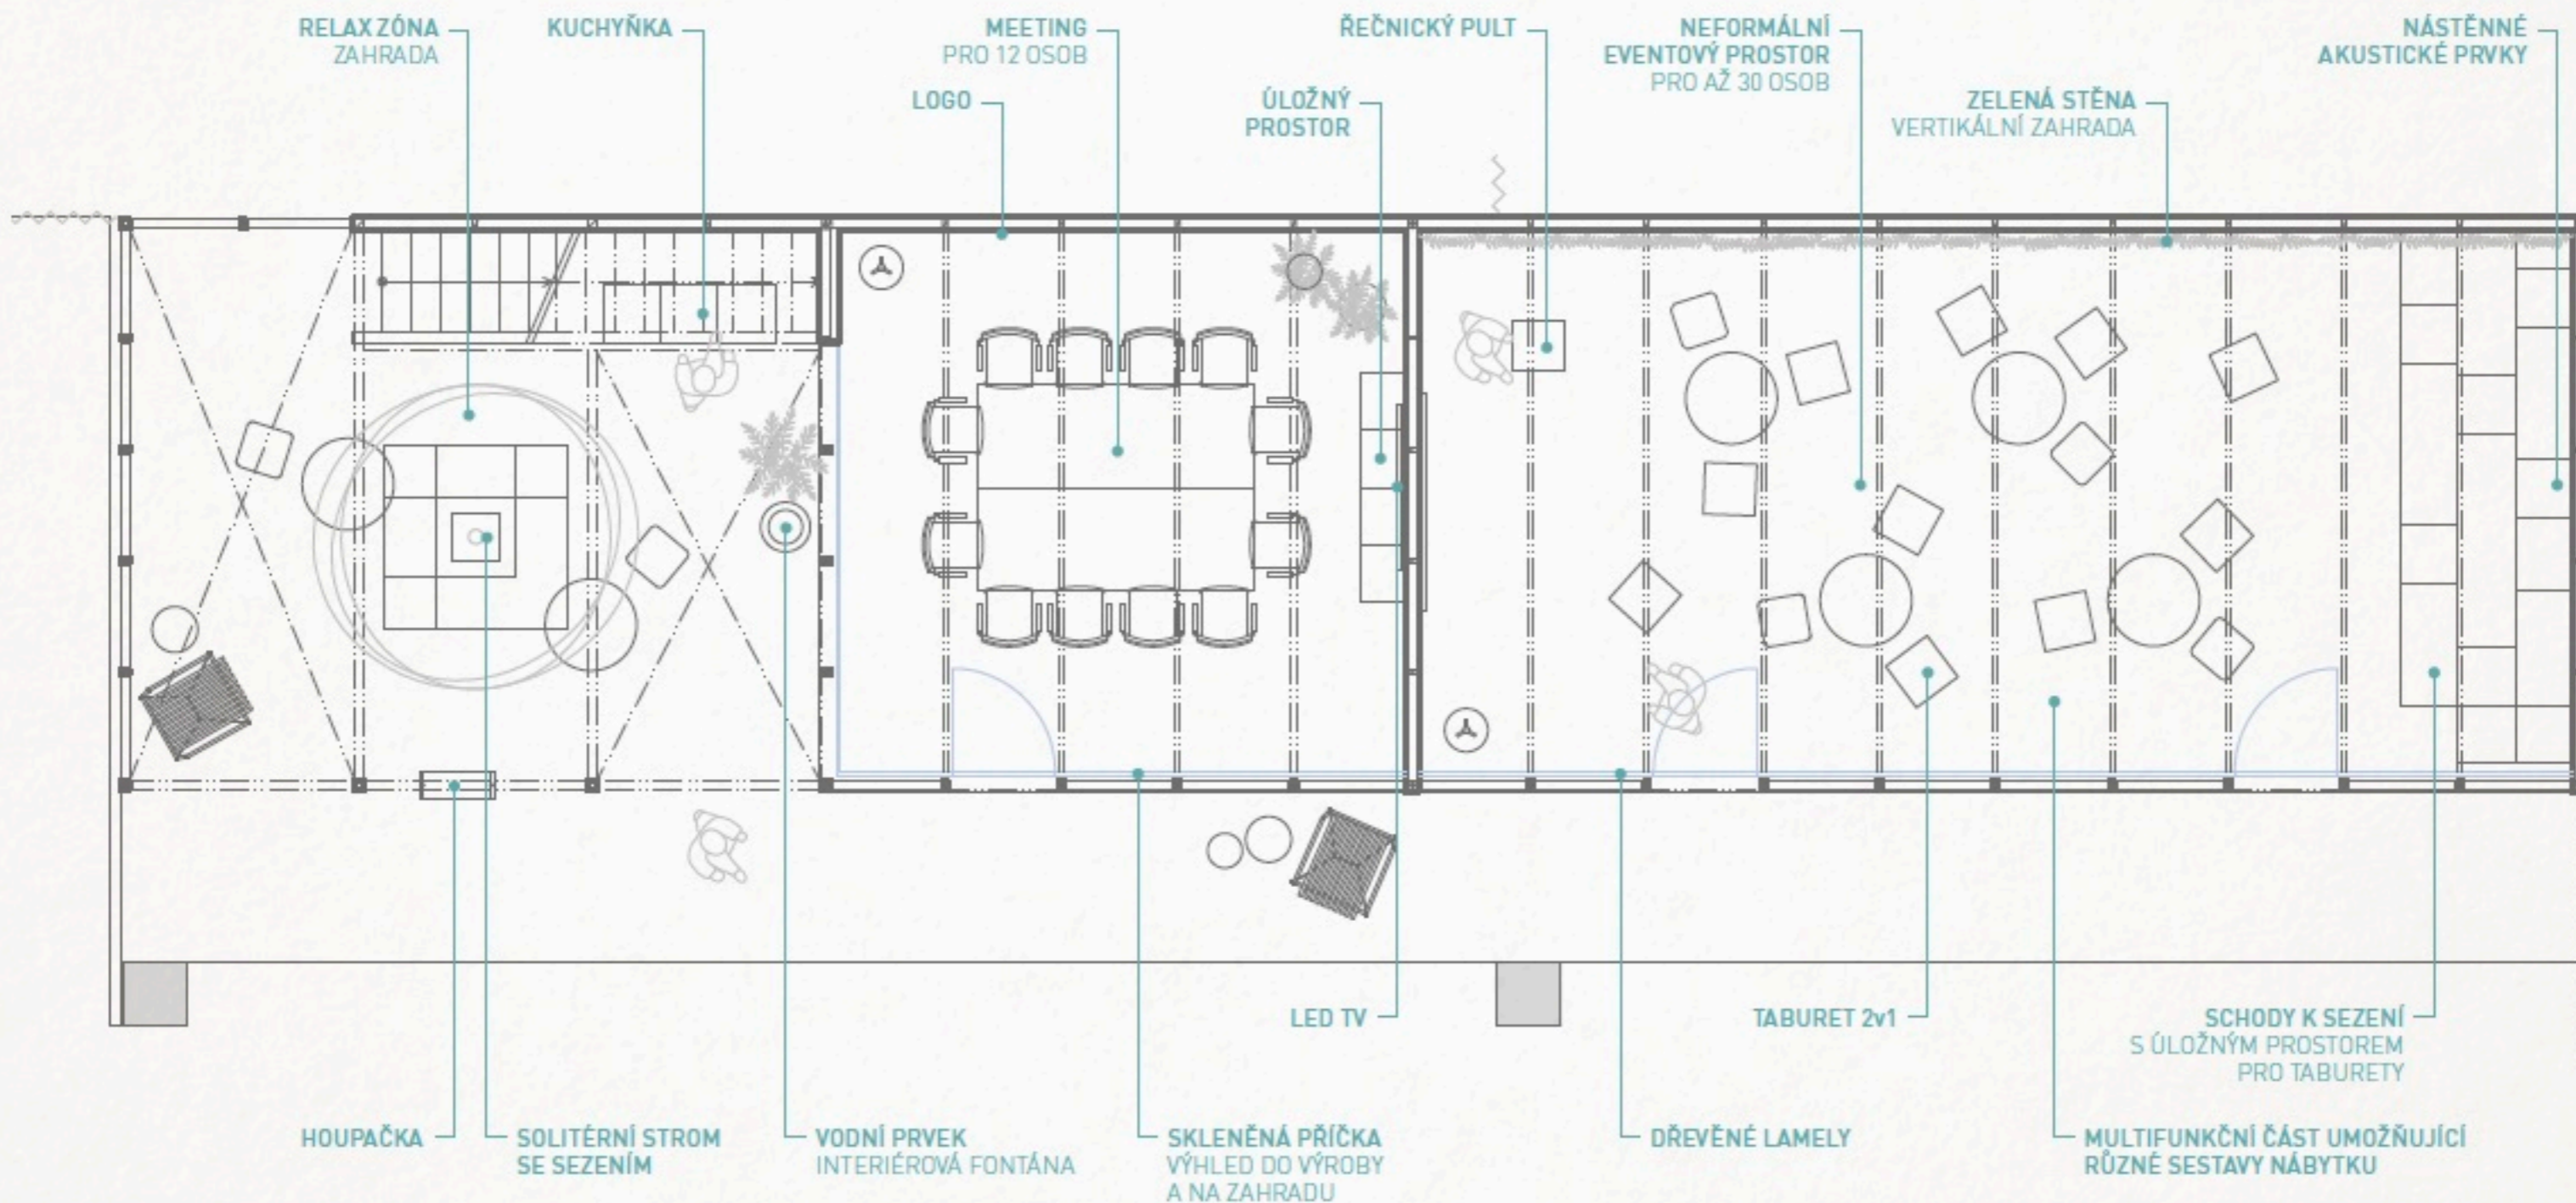 RELAX ZÓNA
ZAHRADA
KUCHYŇKA
MEETING
PRO 12 OSOB
LOGO
ŘEČNICKÝ PULT
ÚLOŽNÝ
PROSTOR
NEFORMÁLNÍ
EVENTOVÝ PROSTOR
PRO AŽ 30 OSOB
ZELENÁ STĚNA
VERTIKÁLNÍ ZAHRADA
NÁSTĚNNÉ
AKUSTICKÉ PRVKY
LED TV
TABURET 2v1
SCHODY K SEZENÍ
S ÚLOŽNÝM PROSTOREM
PRO TABURETY
HOUPAČKA
SOLITÉRNÍ STROM
SE SEZENÍM
VODNÍ PRVEK
INTERIÉROVÁ FONTÁNA
SKLENĚNÁ PŘÍČKA
VÝHLED DO VÝROBY
A NA ZAHRADU
DŘEVĚNÉ LAMELY
MULTIFUNKČNÍ ČÁST UMOŽŇUJÍCÍ
RŮZNÉ SESTAVY NÁBYTKU